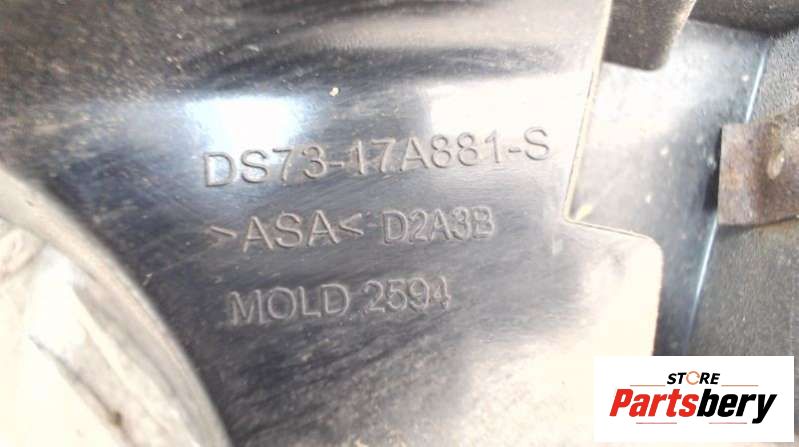 DS73-17A881-S
>ASA< D2A3B
MOLD 2594
STORE
Partsbery